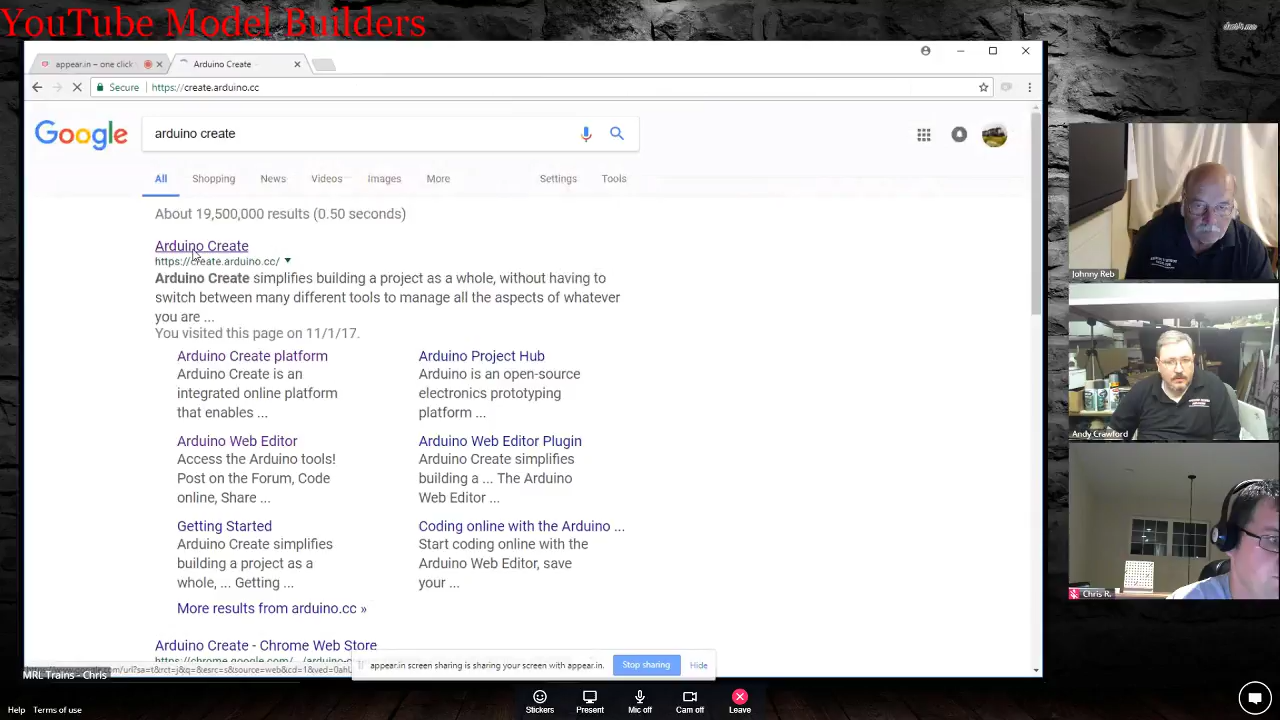 YouTube Model Builders
appear.in – one click
Arduino Create
Secure
https://create.arduino.cc
Google
arduino create
All
Shopping
News
Videos
Images
More
Settings
Tools
About 19,500,000 results (0.50 seconds)
Arduino Create
https://create.arduino.cc/
Arduino Create simplifies building a project as a whole, without having to
switch between many different tools to manage all the aspects of whatever
you are ...
You visited this page on 11/1/17.
Arduino Create platform
Arduino Create is an
integrated online platform
that enables ...
Arduino Project Hub
Arduino is an open-source
electronics prototyping
platform ...
Arduino Web Editor
Access the Arduino tools!
Post on the Forum, Code
online, Share ...
Arduino Web Editor Plugin
Arduino Create simplifies
building a ... The Arduino
Web Editor ...
Getting Started
Arduino Create simplifies
building a project as a
whole, ... Getting ...
Coding online with the Arduino ...
Start coding online with the
Arduino Web Editor, save
your ...
More results from arduino.cc »
Arduino Create - Chrome Web Store
appear.in screen sharing is sharing your screen with appear.in.
Stop sharing
Hide
MRL Trains - Chris
Johnny Reb
Andy Crawford
Chris R.
Help
Terms of use
Stickers
Present
Mic off
Cam off
Leave